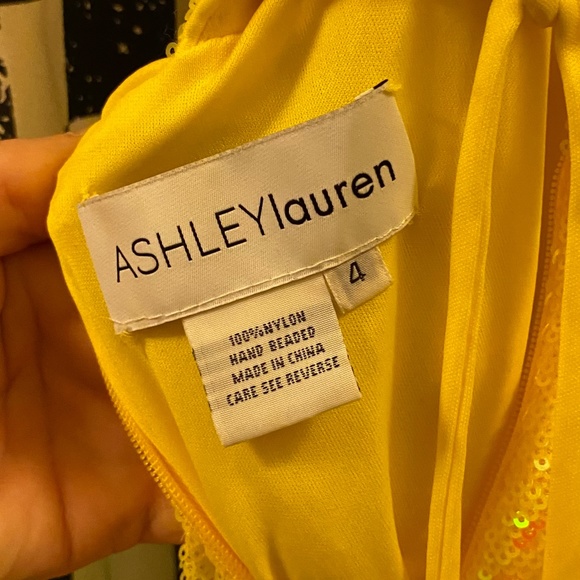 ASHLEYlauren
4
100%NYLON
HAND BEADED
MADE IN CHINA
CARE SEE REVERSE